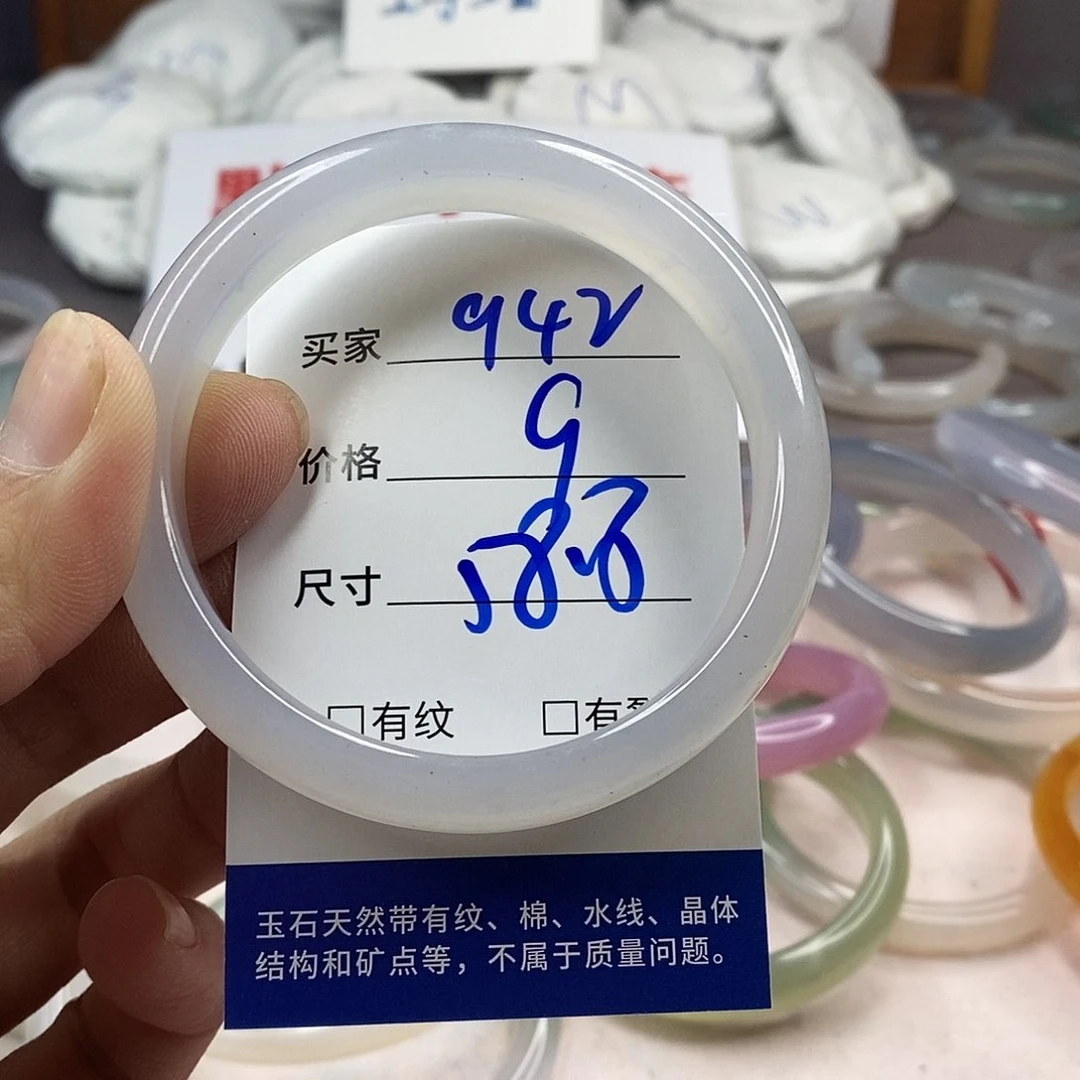 买家 942
价格 9
尺寸
□有纹 □有
玉石天然带有纹、棉、水线、晶体
结构和矿点等，不属于质量问题。